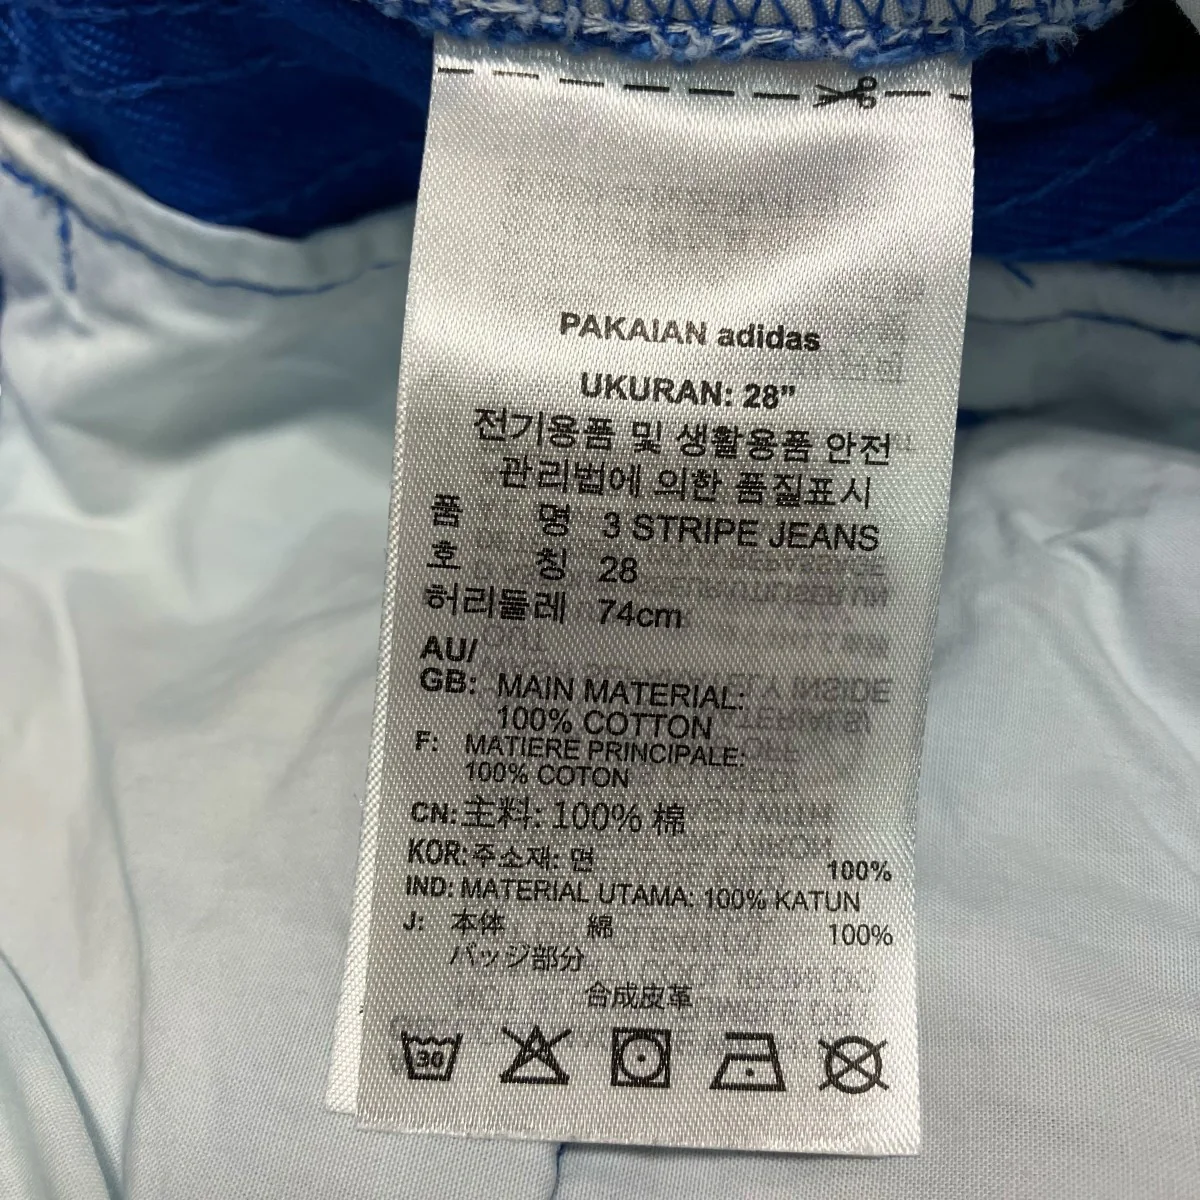 PAKAIAN adidas
UKURAN: 28”
전기용품 및 생활용품 안전
관리법에 의한 품질표시
품 명 3 STRIPE JEANS
호 칭 28
허리둘레 74cm
AU/
GB: MAIN MATERIAL:
100% COTTON
F: MATIERE PRINCIPALE:
100% COTON
CN: 主料: 100% 棉
KOR: 주소재: 면 100%
IND: MATERIAL UTAMA: 100% KATUN
J: 本体 綿 100%
パッジ部分
合成皮革
30